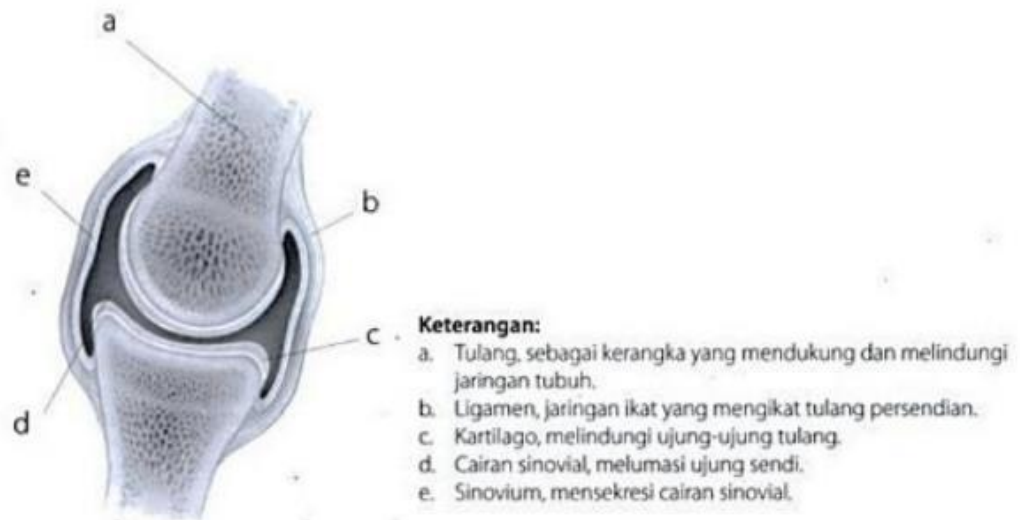 a
e
b
c
d
Keterangan:
a. Tulang, sebagai kerangka yang mendukung dan melindungi
jaringan tubuh.
b. Ligamen, jaringan ikat yang mengikat tulang persendian.
c. Kartilago, melindungi ujung-ujung tulang.
d. Cairan sinovial, melumasi ujung sendi.
e. Sinovium, mensekresi cairan sinovial.